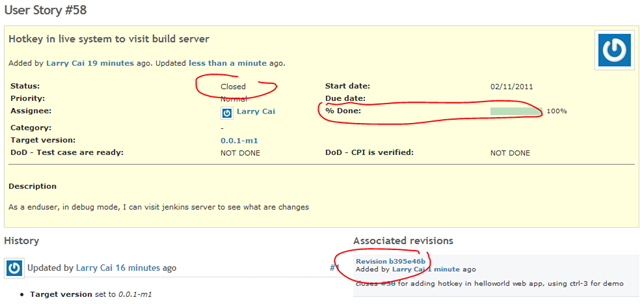 User Story #58
Hotkey in live system to visit build server
Added by Larry Cai 19 minutes ago. Updated less than a minute ago.
Status: Closed Start date: 02/11/2011
Priority: Normal Due date:
Assignee: Larry Cai % Done: 100%
Category: -
Target version: 0.0.1-m1
DoD - Test case are ready: NOT DONE DoD - CPI is verified: NOT DONE
Description
As a enduser, in debug mode, I can visit jenkins server to see what are changes
History
Updated by Larry Cai 16 minutes ago #1
Target version set to 0.0.1-m1
Associated revisions
Revision b395e46b
Added by Larry Cai 1 minute ago
closes #58 for adding hotkey in helloworld web app, using ctrl-3 for demo